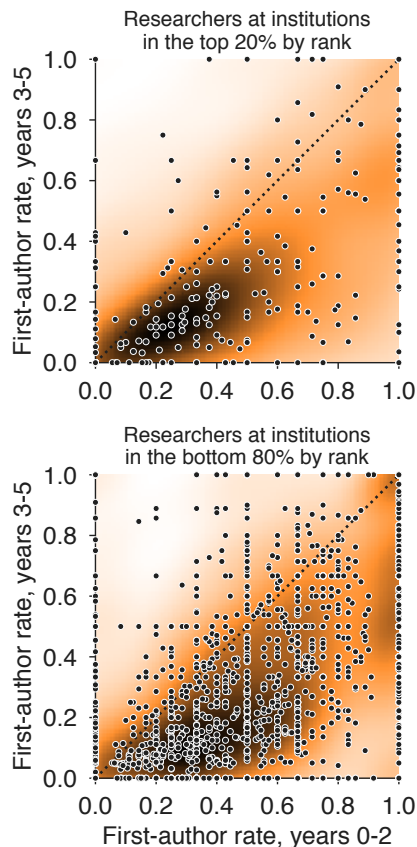 Researchers at institutions
in the top 20% by rank
First-author rate, years 3-5
1.0
0.8
0.6
0.4
0.2
0.0
0.0 0.2 0.4 0.6 0.8 1.0
Researchers at institutions
in the bottom 80% by rank
First-author rate, years 3-5
1.0
0.8
0.6
0.4
0.2
0.0
0.0 0.2 0.4 0.6 0.8 1.0
First-author rate, years 0-2